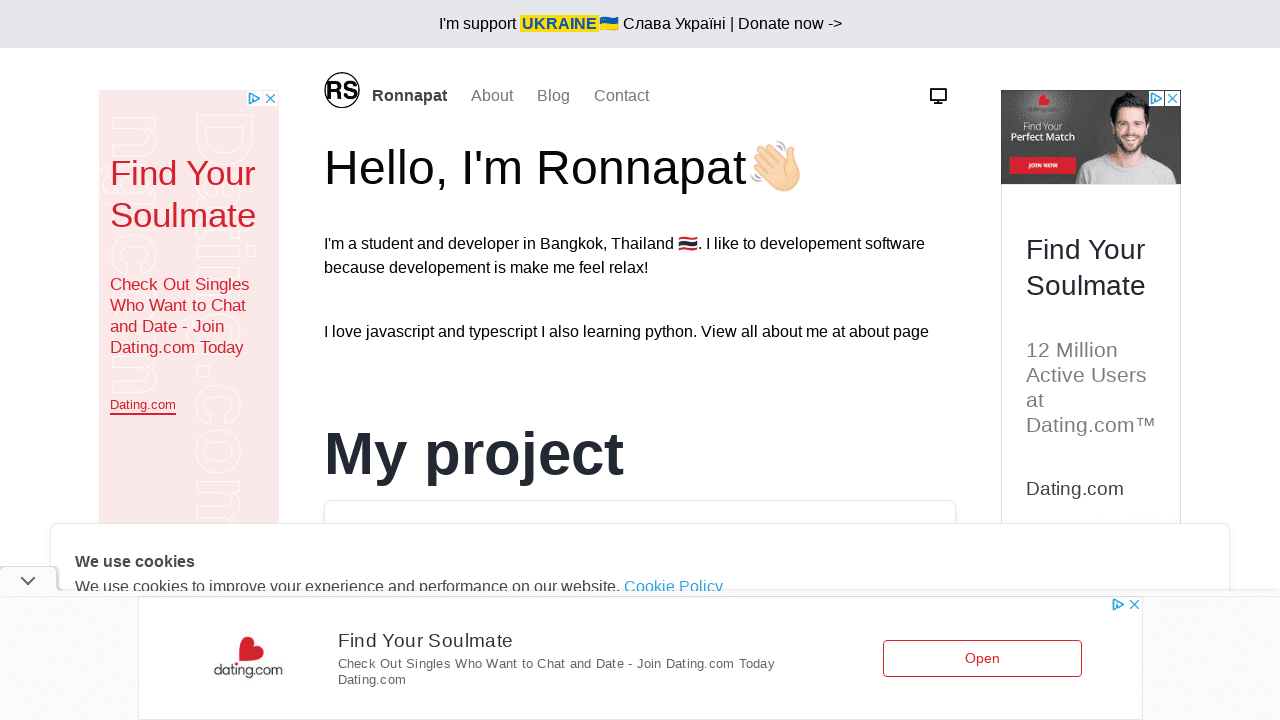 I'm support UKRAINE🇺🇦 Слава Україні | Donate now ->
RS Ronnapat About Blog Contact
Hello, I'm Ronnapat👋🏻
I'm a student and developer in Bangkok, Thailand 🇹🇭. I like to developement software
because developement is make me feel relax!
I love javascript and typescript I also learning python. View all about me at about page
My project
Find Your
Soulmate
Check Out Singles
Who Want to Chat
and Date - Join
Dating.com Today
Dating.com
Dating.com
Find Your
Perfect Match
JOIN NOW
Find Your
Soulmate
12 Million
Active Users
at
Dating.com™
Dating.com
We use cookies
We use cookies to improve your experience and performance on our website. Cookie Policy
dating.com
Find Your Soulmate
Check Out Singles Who Want to Chat and Date - Join Dating.com Today
Dating.com
Open